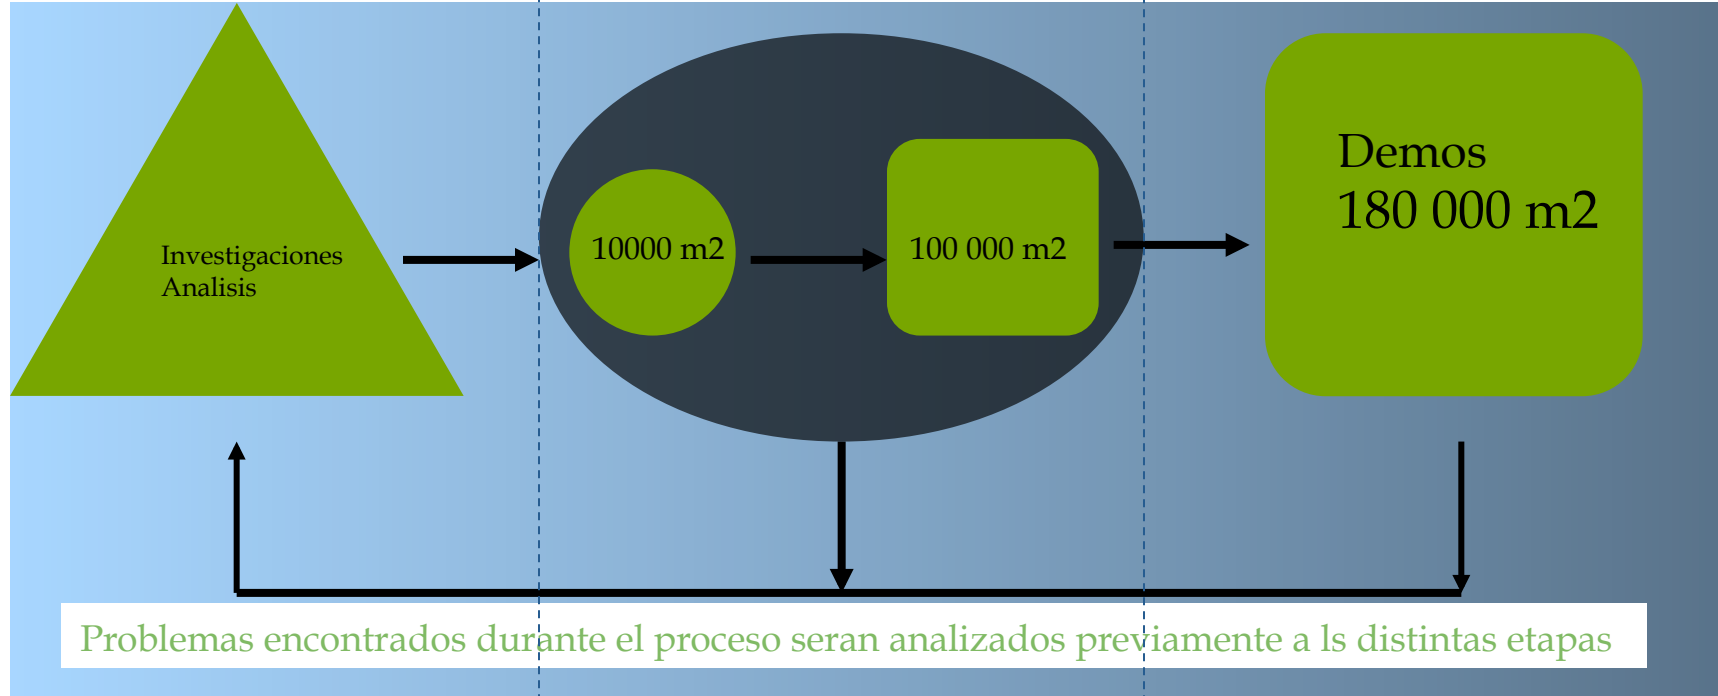 Investigaciones
Analisis
10000 m2
100 000 m2
Demos
180 000 m2
Problemas encontrados durante el proceso seran analizados previamente a ls distintas etapas